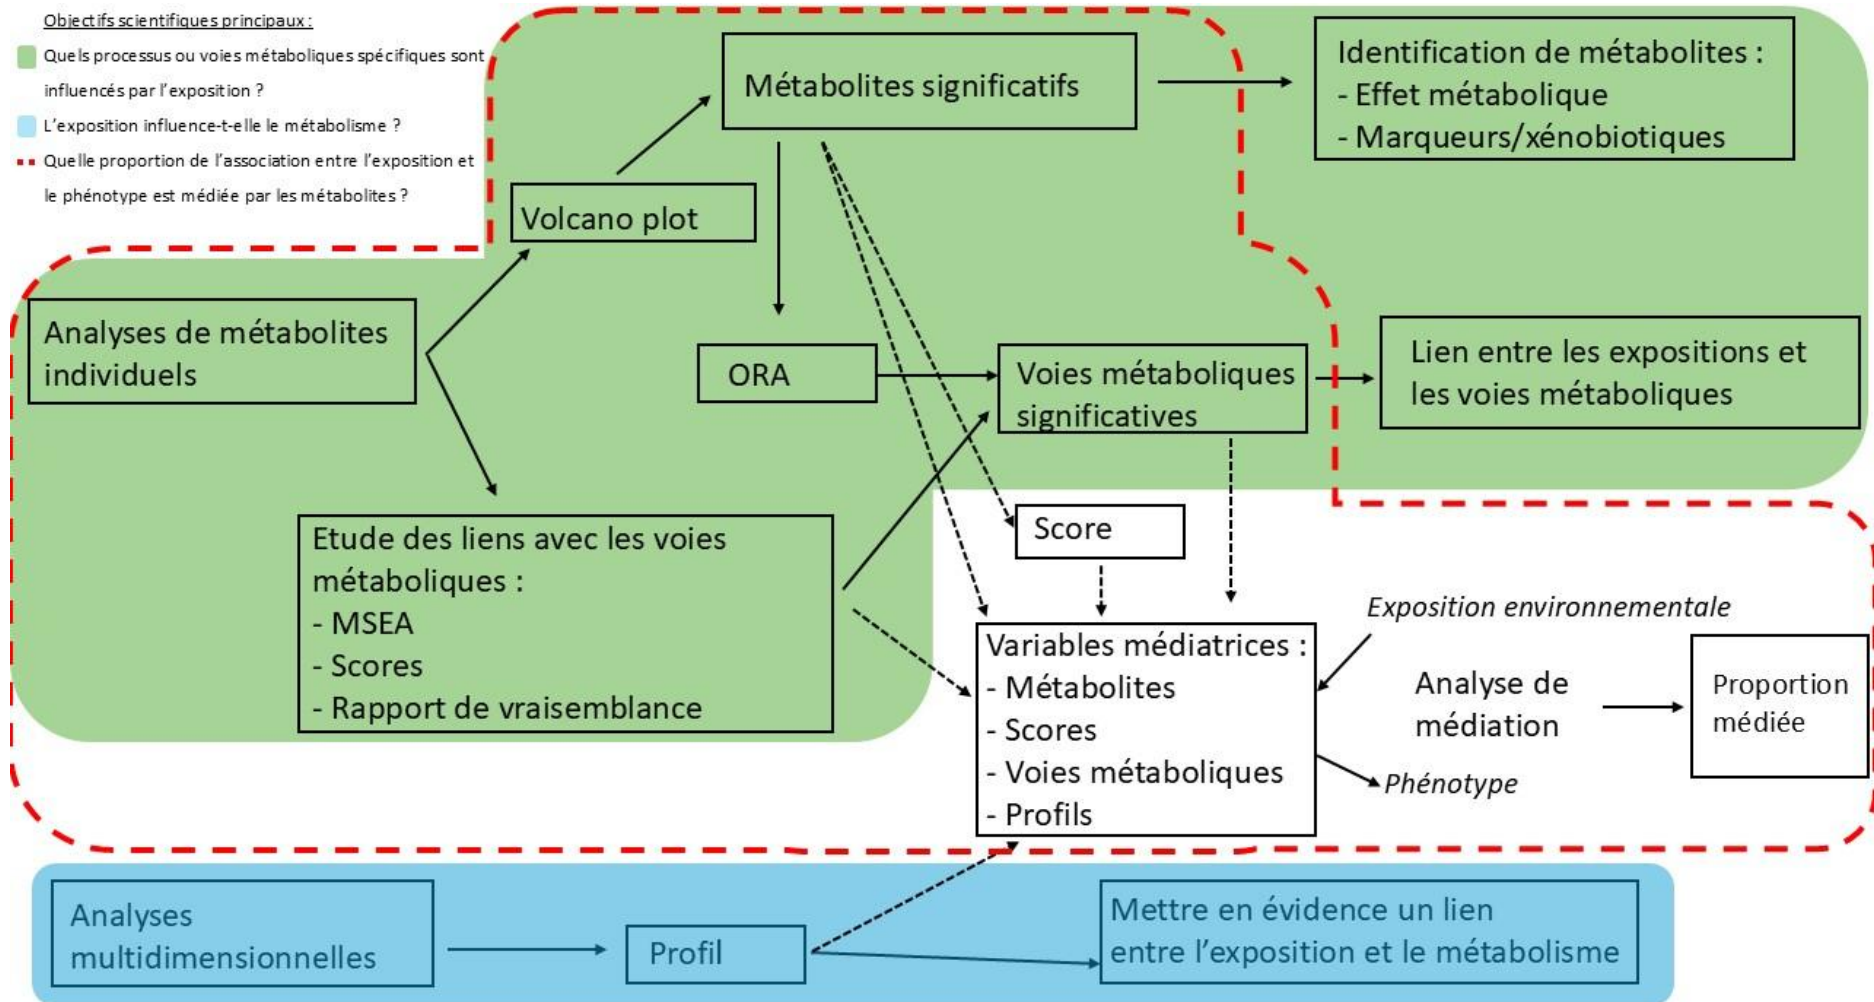 Objectifs scientifiques principaux :
Quels processus ou voies métaboliques spécifiques sont
influencés par l’exposition ?
L’exposition influence-t-elle le métabolisme ?
Quelle proportion de l’association entre l’exposition et
le phénotype est médiée par les métabolites ?
Métabolites significatifs
Identification de métabolites :
- Effet métabolique
- Marqueurs/xénobiotiques
Volcano plot
Analyses de métabolites
individuels
ORA
Voies métaboliques
significatives
Lien entre les expositions et
les voies métaboliques
Etude des liens avec les voies
métaboliques :
- MSEA
- Scores
- Rapport de vraisemblance
Score
Variables médiatrices :
- Métabolites
- Scores
- Voies métaboliques
- Profils
Exposition environnementale
Analyse de
médiation
Phénotype
Proportion
médiée
Analyses
multidimensionnelles
Profil
Mettre en évidence un lien
entre l’exposition et le métabolisme